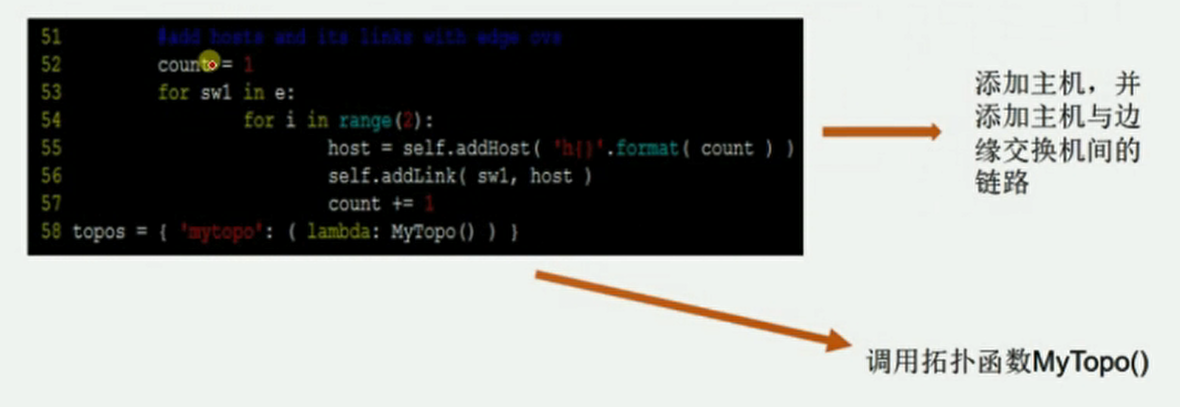 51 #add hosts and its links with edge ovs
52 count = 1
53 for sw1 in e:
54 for i in range(2):
55 host = self.addHost( 'h{}'.format( count ) )
56 self.addLink( sw1, host )
57 count += 1
58 topos = { 'mytopo': ( lambda: MyTopo() ) }
添加主机，并
添加主机与边
缘交换机间的
链路
调用拓扑函数MyTopo()